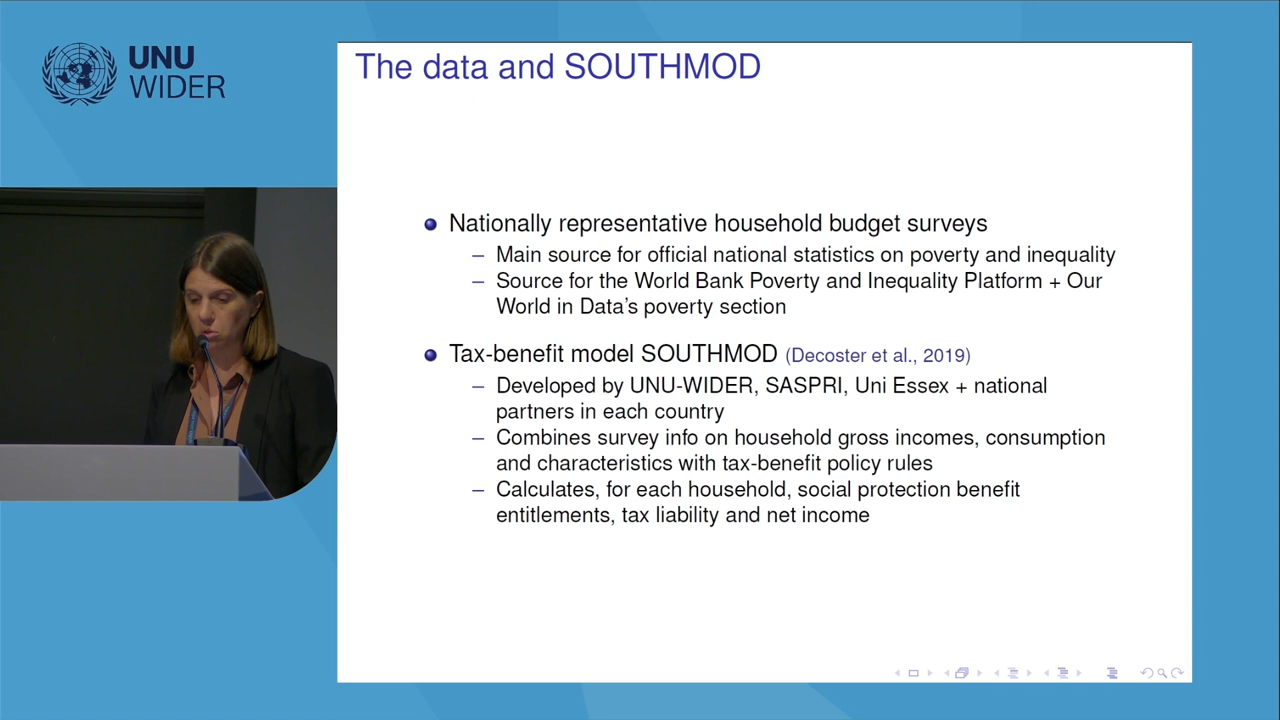 UNU
WIDER
The data and SOUTHMOD
Nationally representative household budget surveys
– Main source for official national statistics on poverty and inequality
– Source for the World Bank Poverty and Inequality Platform + Our
World in Data's poverty section
Tax-benefit model SOUTHMOD (Decoster et al., 2019)
– Developed by UNU-WIDER, SASPRI, Uni Essex + national
partners in each country
– Combines survey info on household gross incomes, consumption
and characteristics with tax-benefit policy rules
– Calculates, for each household, social protection benefit
entitlements, tax liability and net income